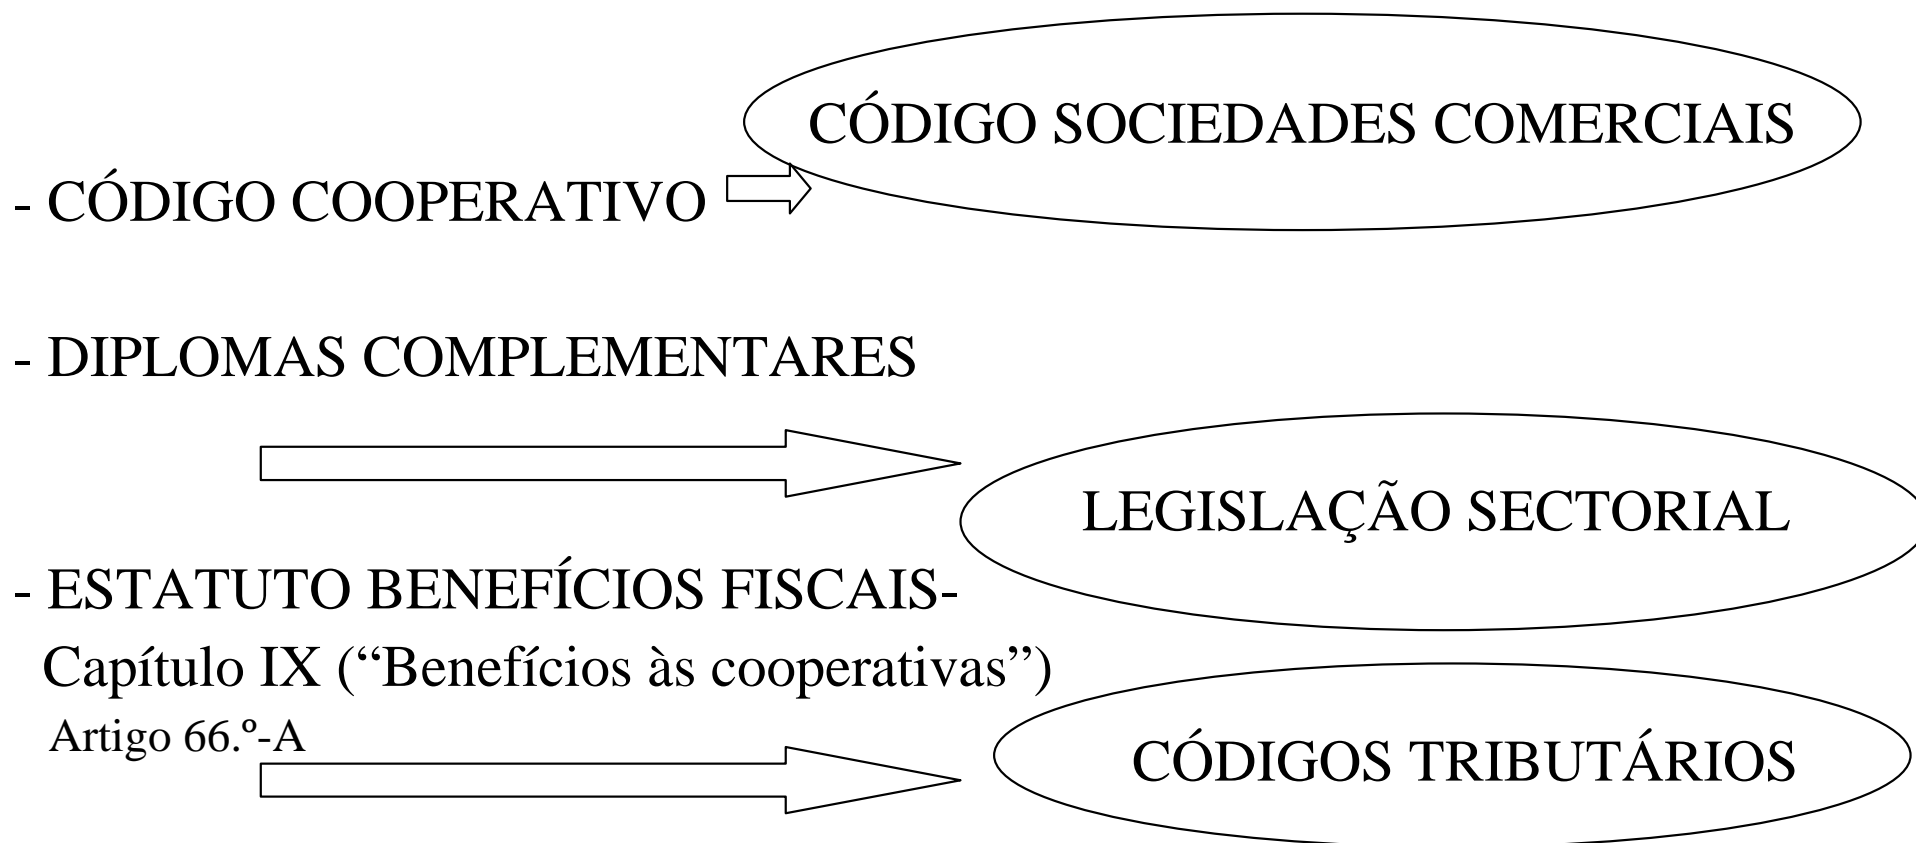 CÓDIGO SOCIEDADES COMERCIAIS
- CÓDIGO COOPERATIVO
- DIPLOMAS COMPLEMENTARES
LEGISLAÇÃO SECTORIAL
- ESTATUTO BENEFÍCIOS FISCAIS-
Capítulo IX (“Benefícios às cooperativas”)
Artigo 66.º-A
CÓDIGOS TRIBUTÁRIOS